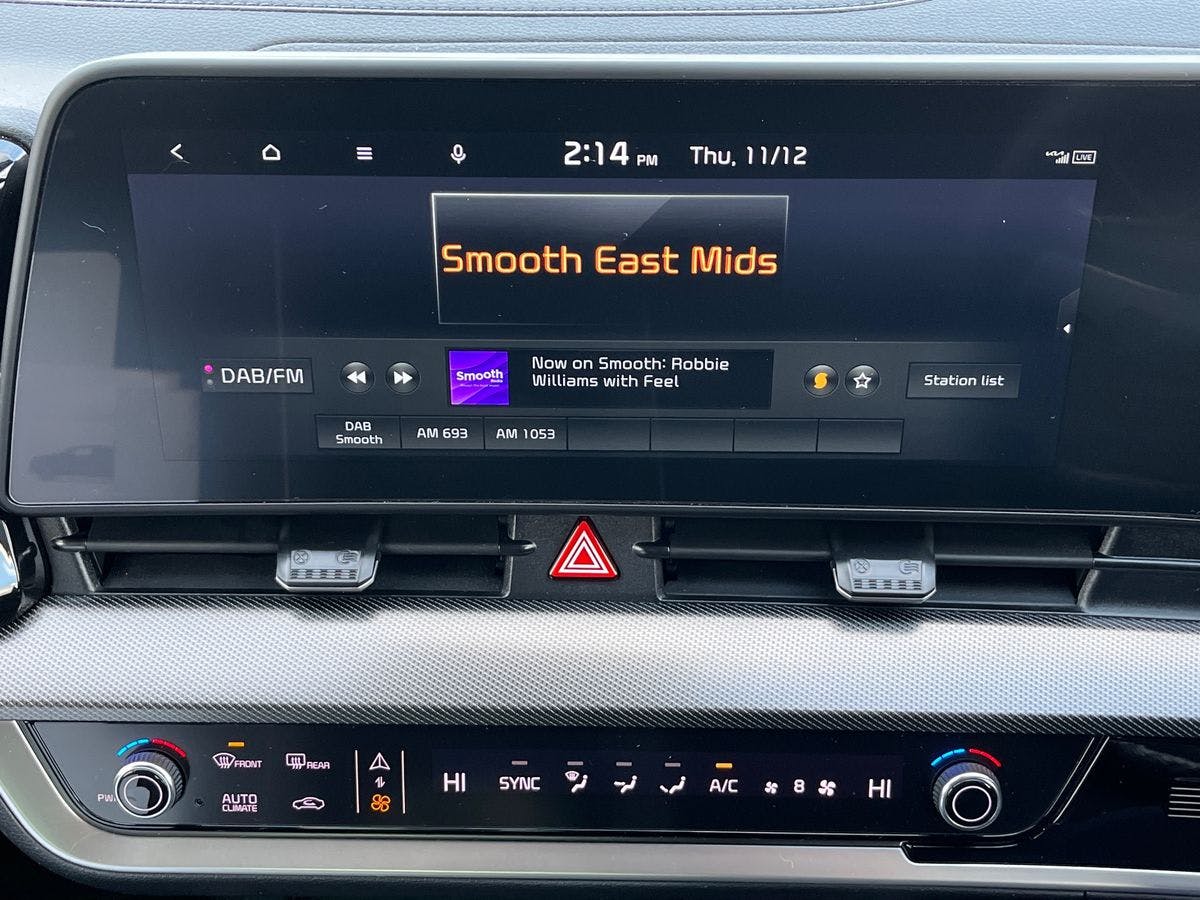 2:14 PM Thu, 11/12
LIVE
Smooth East Mids
DAB/FM
Smooth
Now on Smooth: Robbie
Williams with Feel
Station list
DAB
Smooth
AM 693
AM 1053
FRONT
REAR
AUTO
CLIMATE
HI
SYNC
A/C
8
HI